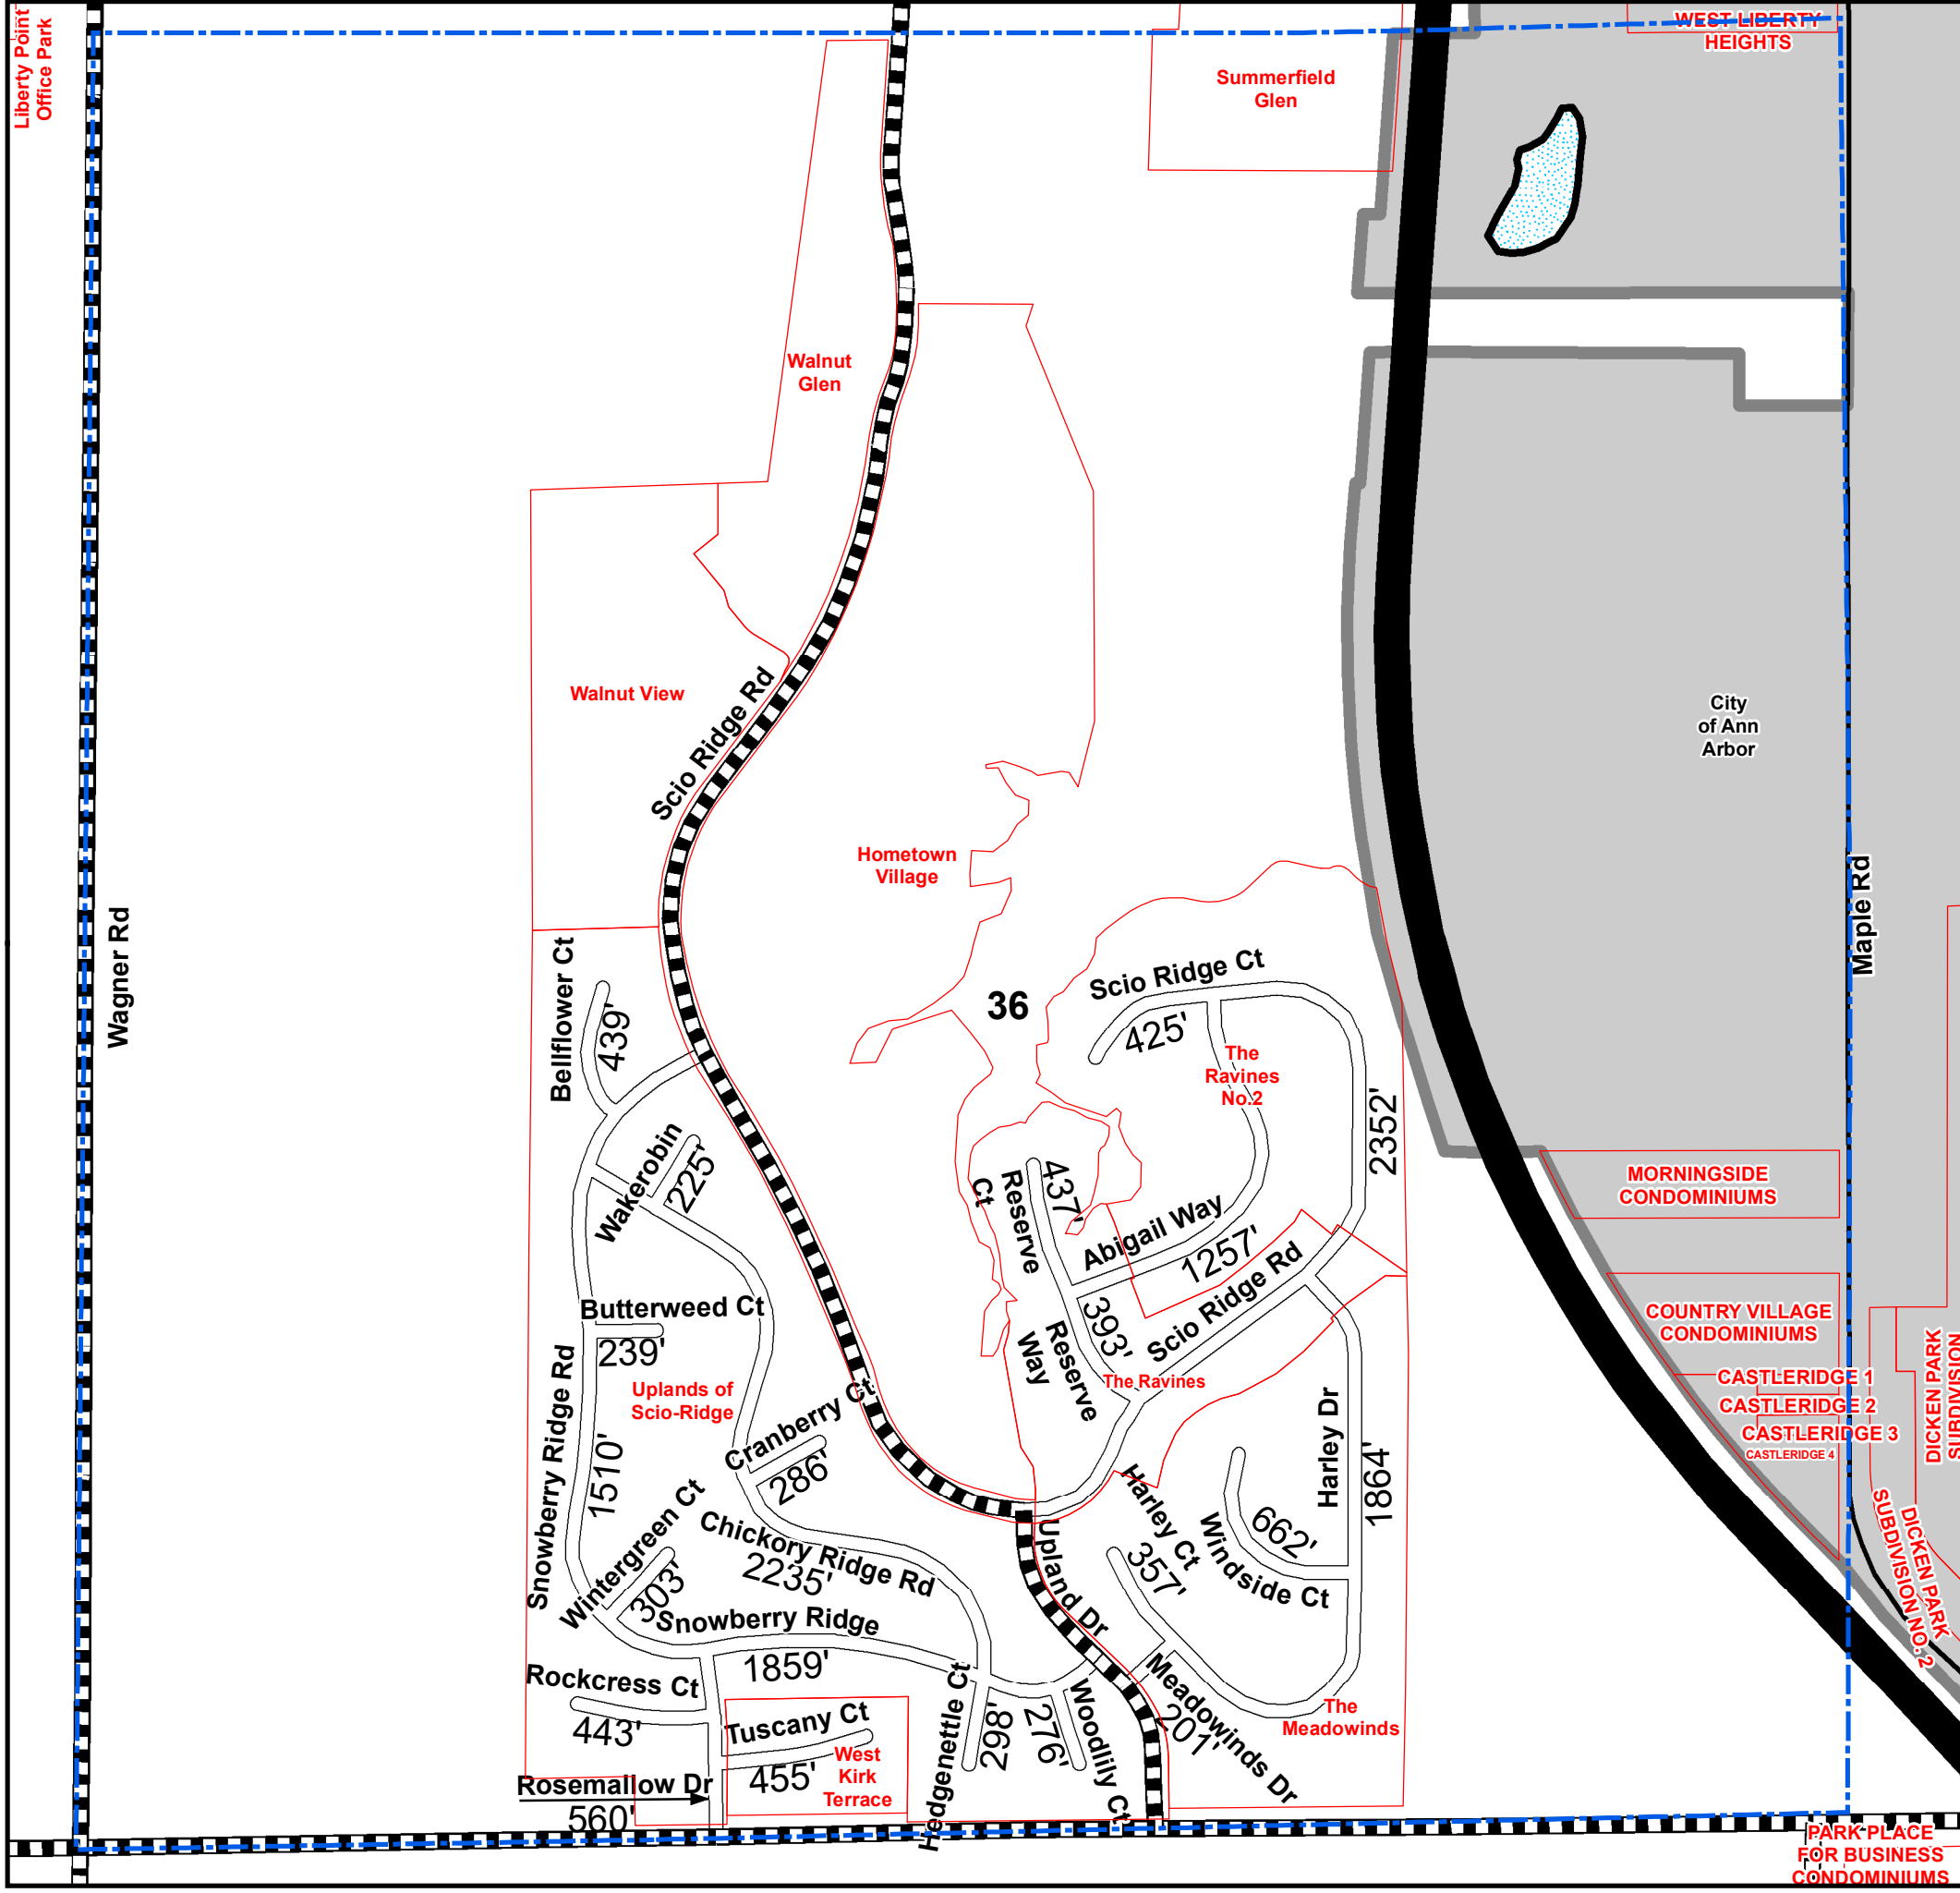 Liberty Point
Office Park
WEST LIBERTY
HEIGHTS
Summerfield
Glen
Walnut
Glen
Walnut View
Scio Ridge Rd
City
of Ann
Arbor
Hometown
Village
Wagner Rd
Maple Rd
36
Bellflower Ct
439'
Scio Ridge Ct
425'
The
Ravines
No.2
2352'
Wakerobin
225'
Reserve
Ct
437'
Abigail Way
1257'
MORNINGSIDE
CONDOMINIUMS
Butterweed Ct
239'
Scio Ridge Rd
393'
Reserve
Way
The Ravines
COUNTRY VILLAGE
CONDOMINIUMS
CASTLERIDGE 1
CASTLERIDGE 2
CASTLERIDGE 3
CASTLERIDGE 4
DICKEN PARK
SUBDIVISION
DICKEN PARK
SUBDIVISION NO. 2
Uplands of
Scio-Ridge
Snowberry Ridge Rd
1510'
Cranberry Ct
286'
Harley Dr
1864'
Wintergreen Ct
303'
Chickory Ridge Rd
2235'
Upland Dr
Harley Ct
357'
Windside Ct
662'
Snowberry Ridge
1859'
Rockcress Ct
443'
Tuscany Ct
455'
West
Kirk
Terrace
Hedgenettle Ct
298'
Woodlily Ct
276'
Meadowinds Dr
201'
The
Meadowinds
Rosemallow Dr
560'
PARK PLACE
FOR BUSINESS
CONDOMINIUMS